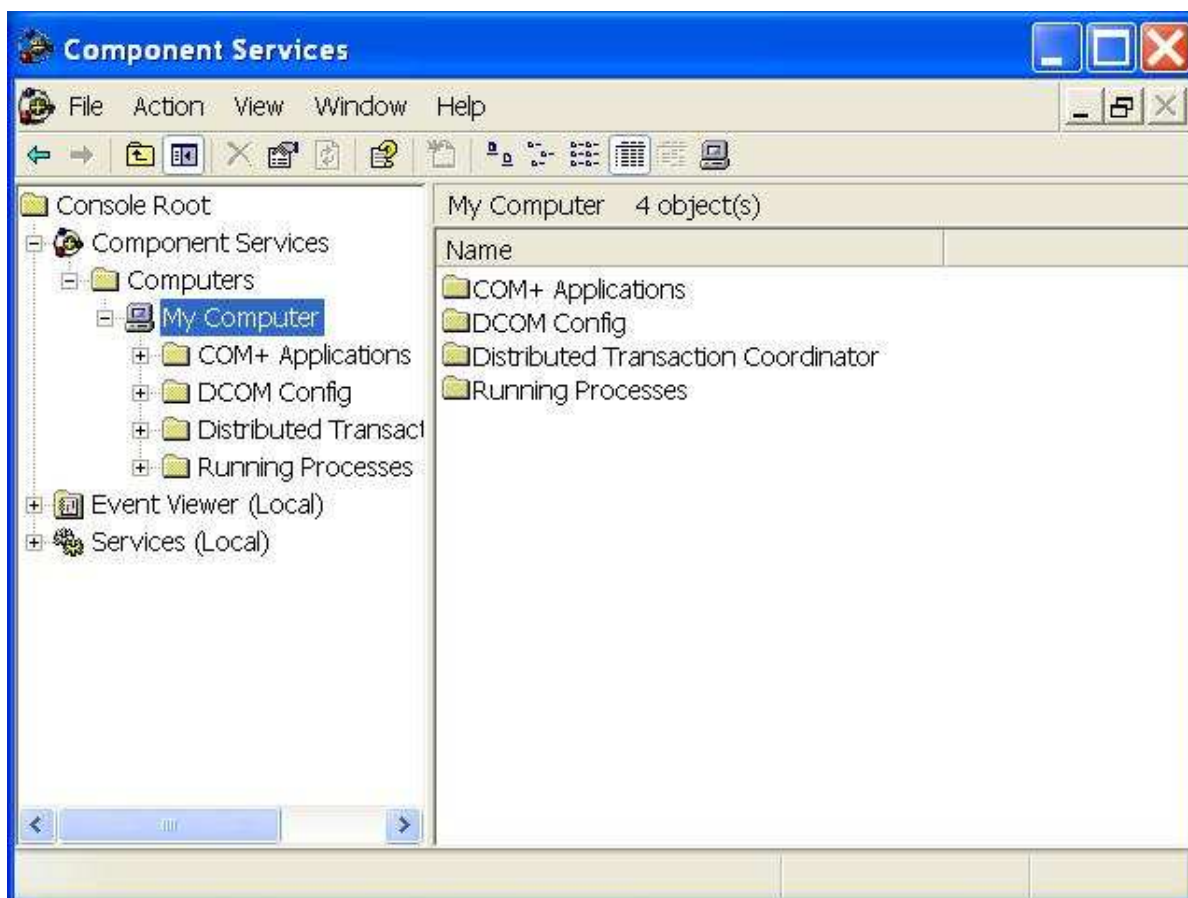 Component Services
File Action View Window Help
Console Root
Component Services
Computers
My Computer
COM+ Applications
DCOM Config
Distributed Transact
Running Processes
Event Viewer (Local)
Services (Local)
My Computer 4 object(s)
Name
COM+ Applications
DCOM Config
Distributed Transaction Coordinator
Running Processes